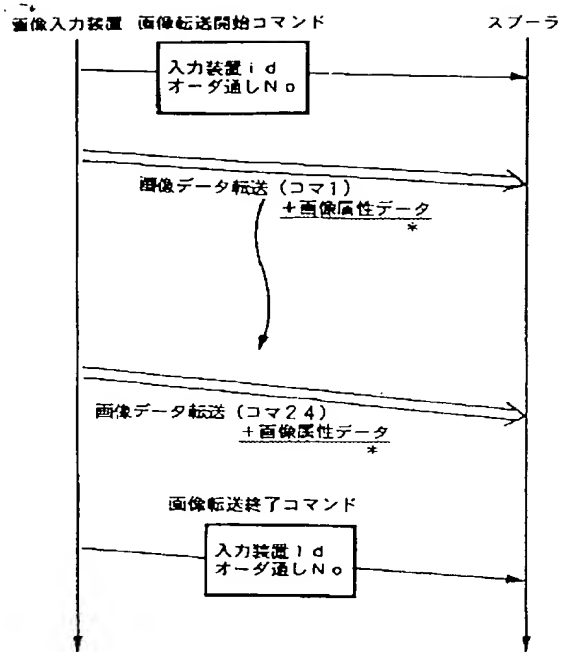 画像入力装置 画像転送開始コマンド スプーラ
入力装置id
オーダ通しNo
画像データ転送(コマ1)
+画像属性データ
*
画像データ転送(コマ24)
+画像属性データ
*
画像転送終了コマンド
入力装置Id
オーダ通しNo